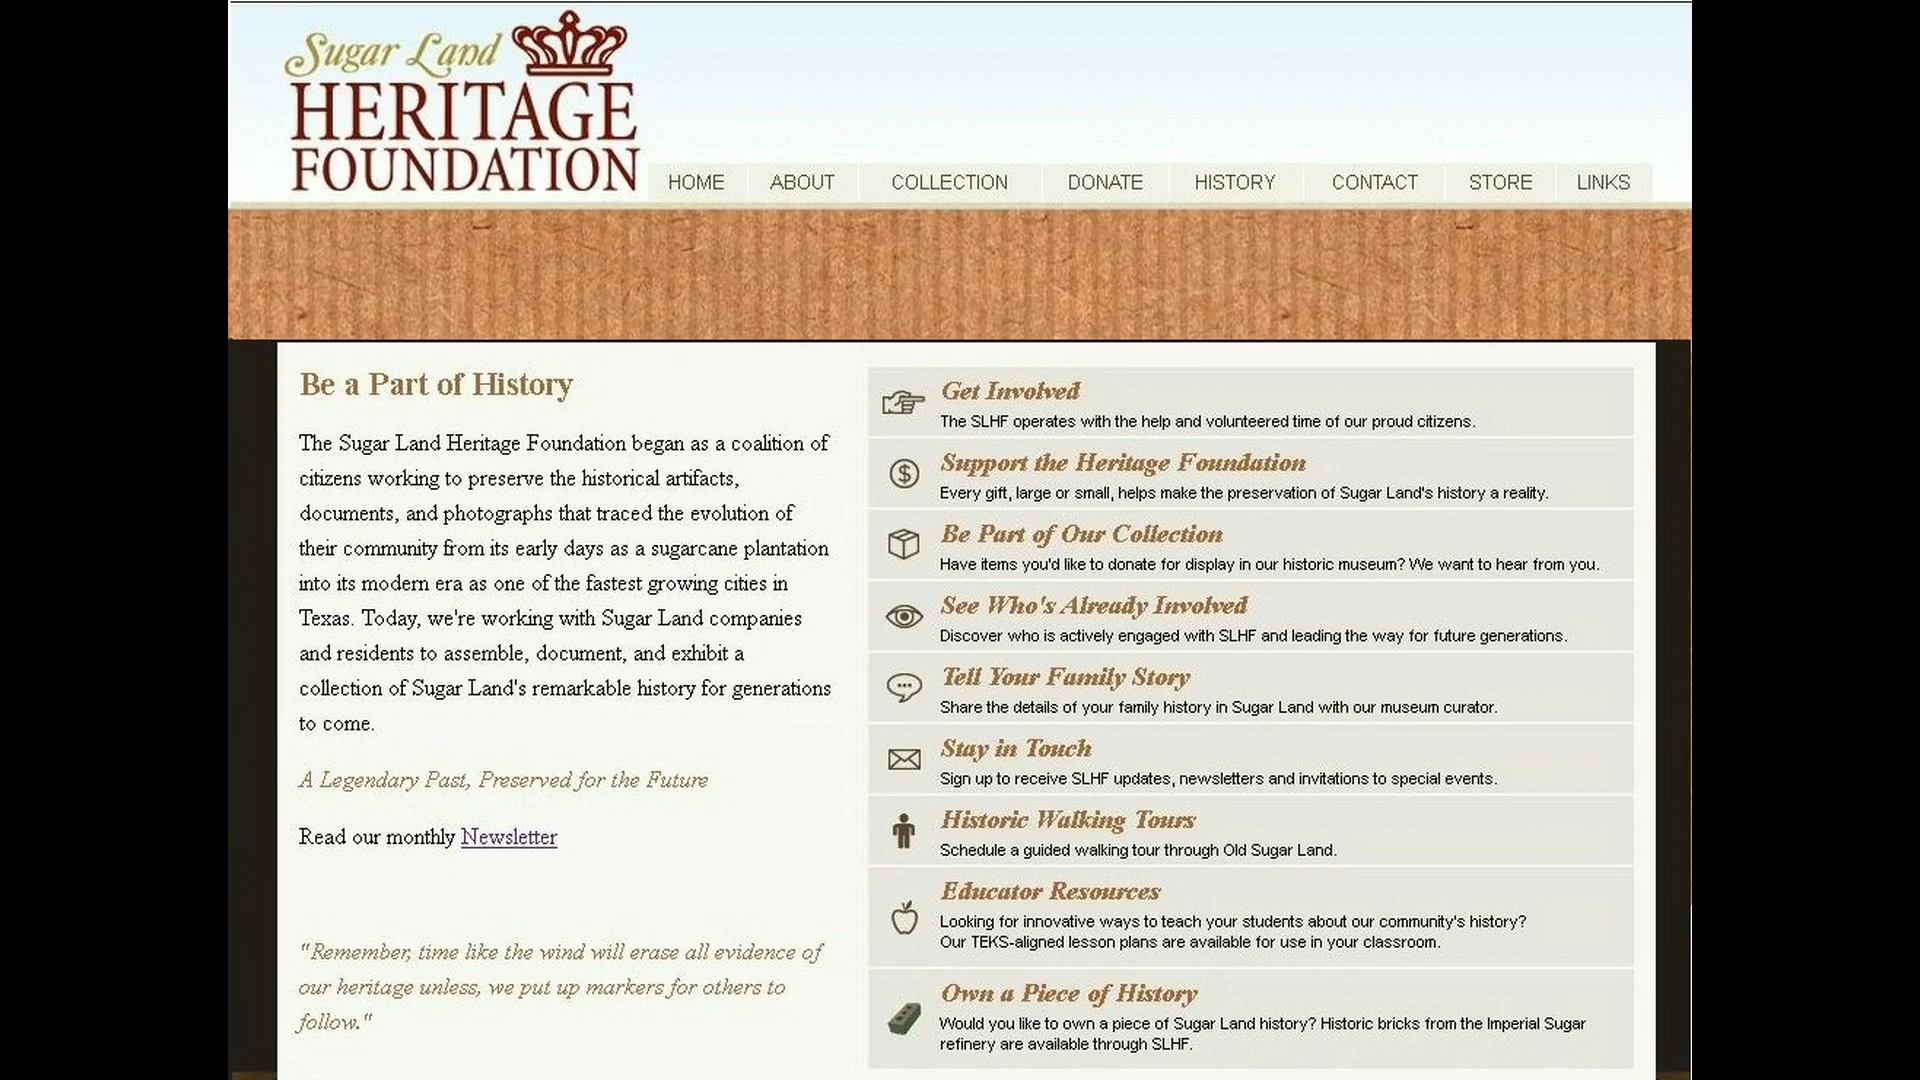 Sugar Land
HERITAGE
FOUNDATION
HOME ABOUT COLLECTION DONATE HISTORY CONTACT STORE LINKS
Be a Part of History
The Sugar Land Heritage Foundation began as a coalition of
citizens working to preserve the historical artifacts,
documents, and photographs that traced the evolution of
their community from its early days as a sugarcane plantation
into its modern era as one of the fastest growing cities in
Texas. Today, we're working with Sugar Land companies
and residents to assemble, document, and exhibit a
collection of Sugar Land's remarkable history for generations
to come.
A Legendary Past, Preserved for the Future
Read our monthly Newsletter
"Remember, time like the wind will erase all evidence of
our heritage unless, we put up markers for others to
follow."
Get Involved
The SLHF operates with the help and volunteered time of our proud citizens.
Support the Heritage Foundation
Every gift, large or small, helps make the preservation of Sugar Land's history a reality.
Be Part of Our Collection
Have items you'd like to donate for display in our historic museum? We want to hear from you.
See Who's Already Involved
Discover who is actively engaged with SLHF and leading the way for future generations.
Tell Your Family Story
Share the details of your family history in Sugar Land with our museum curator.
Stay in Touch
Sign up to receive SLHF updates, newsletters and invitations to special events.
Historic Walking Tours
Schedule a guided walking tour through Old Sugar Land.
Educator Resources
Looking for innovative ways to teach your students about our community's history?
Our TEKS-aligned lesson plans are available for use in your classroom.
Own a Piece of History
Would you like to own a piece of Sugar Land history? Historic bricks from the Imperial Sugar
refinery are available through SLHF.